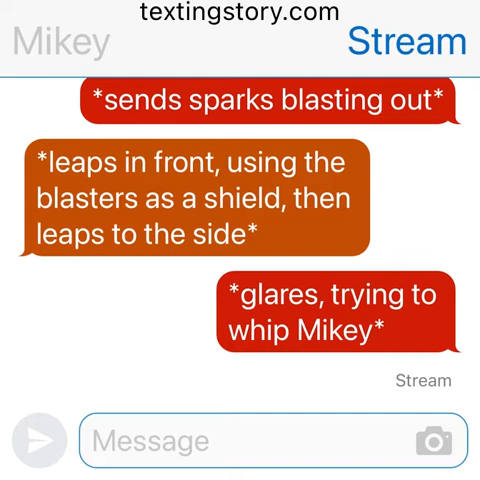 textingstory.com
Mikey
Stream
*sends sparks blasting out*
*leaps in front, using the
blasters as a shield, then
leaps to the side*
*glares, trying to
whip Mikey*
Stream
Message